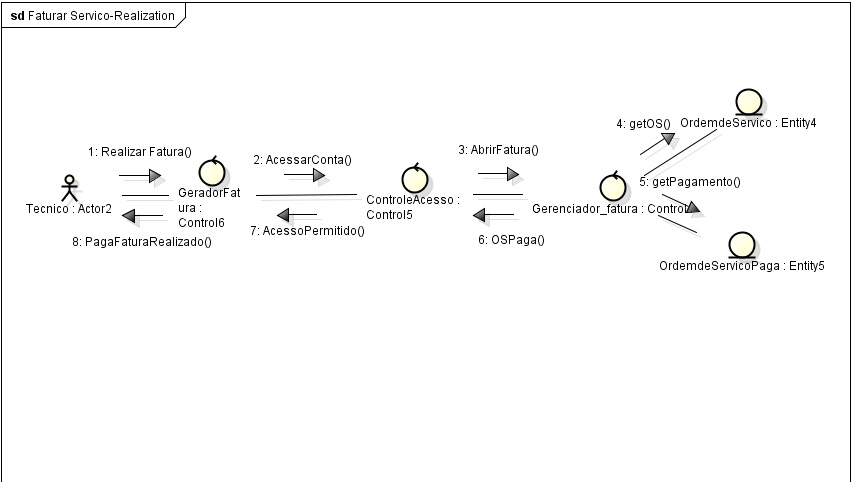 sd Faturar Servico-Realization
4: getOS()
OrdemdeServico : Entity4
1: Realizar Fatura()
2: AcessarConta()
3: AbrirFatura()
5: getPagamento()
Tecnico : Actor2
GeradorFat
ura :
Control6
ControleAcesso :
Control5
Gerenciador_fatura : Control
8: PagaFaturaRealizado()
7: AcessoPermitido()
6: OSPaga()
OrdemdeServicoPaga : Entity5